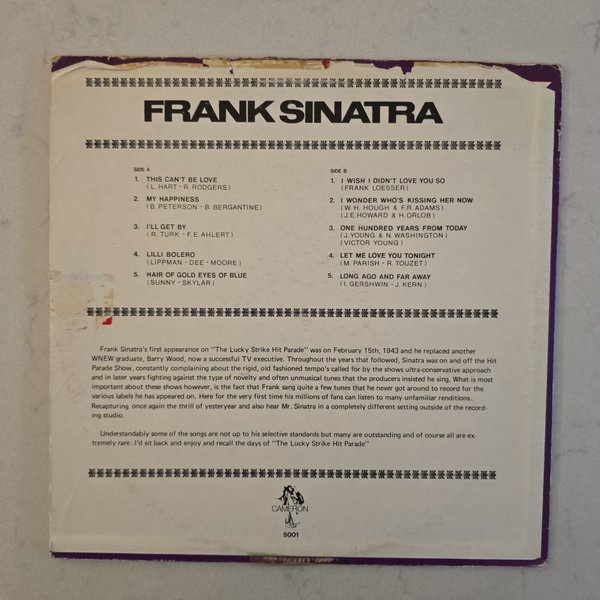 FRANK SINATRA
SIDE A
1. THIS CAN'T BE LOVE
(L. HART - R. RODGERS)
2. MY HAPPINESS
(B. PETERSON - B. BERGANTINE)
3. I'LL GET BY
(R. TURK - F.E. AHLERT)
4. LILLI BOLERO
(LIPPMAN - DEE - MOORE)
5. HAIR OF GOLD EYES OF BLUE
(SUNNY - SKYLAR)
SIDE B
1. I WISH I DIDN'T LOVE YOU SO
(FRANK LOESSER)
2. I WONDER WHO'S KISSING HER NOW
(W.H. HOUGH & F.R. ADAMS)
(J.E. HOWARD & H. ORLOB)
3. ONE HUNDRED YEARS FROM TODAY
(J. YOUNG & N. WASHINGTON)
(VICTOR YOUNG)
4. LET ME LOVE YOU TONIGHT
(M. PARISH - R. TOUZET)
5. LONG AGO AND FAR AWAY
(I. GERSHWIN - J. KERN)
Frank Sinatra's first appearance on "The Lucky Strike Hit Parade" was on February 15th, 1943 and he replaced another
WNEW graduate, Barry Wood, now a successful TV executive. Throughout the years that followed, Sinatra was on and off the Hit
Parade Show, constantly complaining about the rigid, old fashioned tempo's called for by the shows ultra-conservative approach
and in later years fighting against the type of novelty and often unmusical tunes that the producers insisted he sing. What is most
important about these shows however, is the fact that Frank sang quite a few tunes that he never got around to record for the
various labels he has appeared on. Here for the very first time his millions of fans can listen to many unfamiliar renditions.
Recapturing once again the thrill of yesteryear and also hear Mr. Sinatra in a completely different setting outside of the record-
ing studio.
Understandably some of the songs are not up to his selective standards but many are outstanding and of course all are ex-
tremely rare. I'd sit back and enjoy and recall the days of "The Lucky Strike Hit Parade"
CAMERON
5001